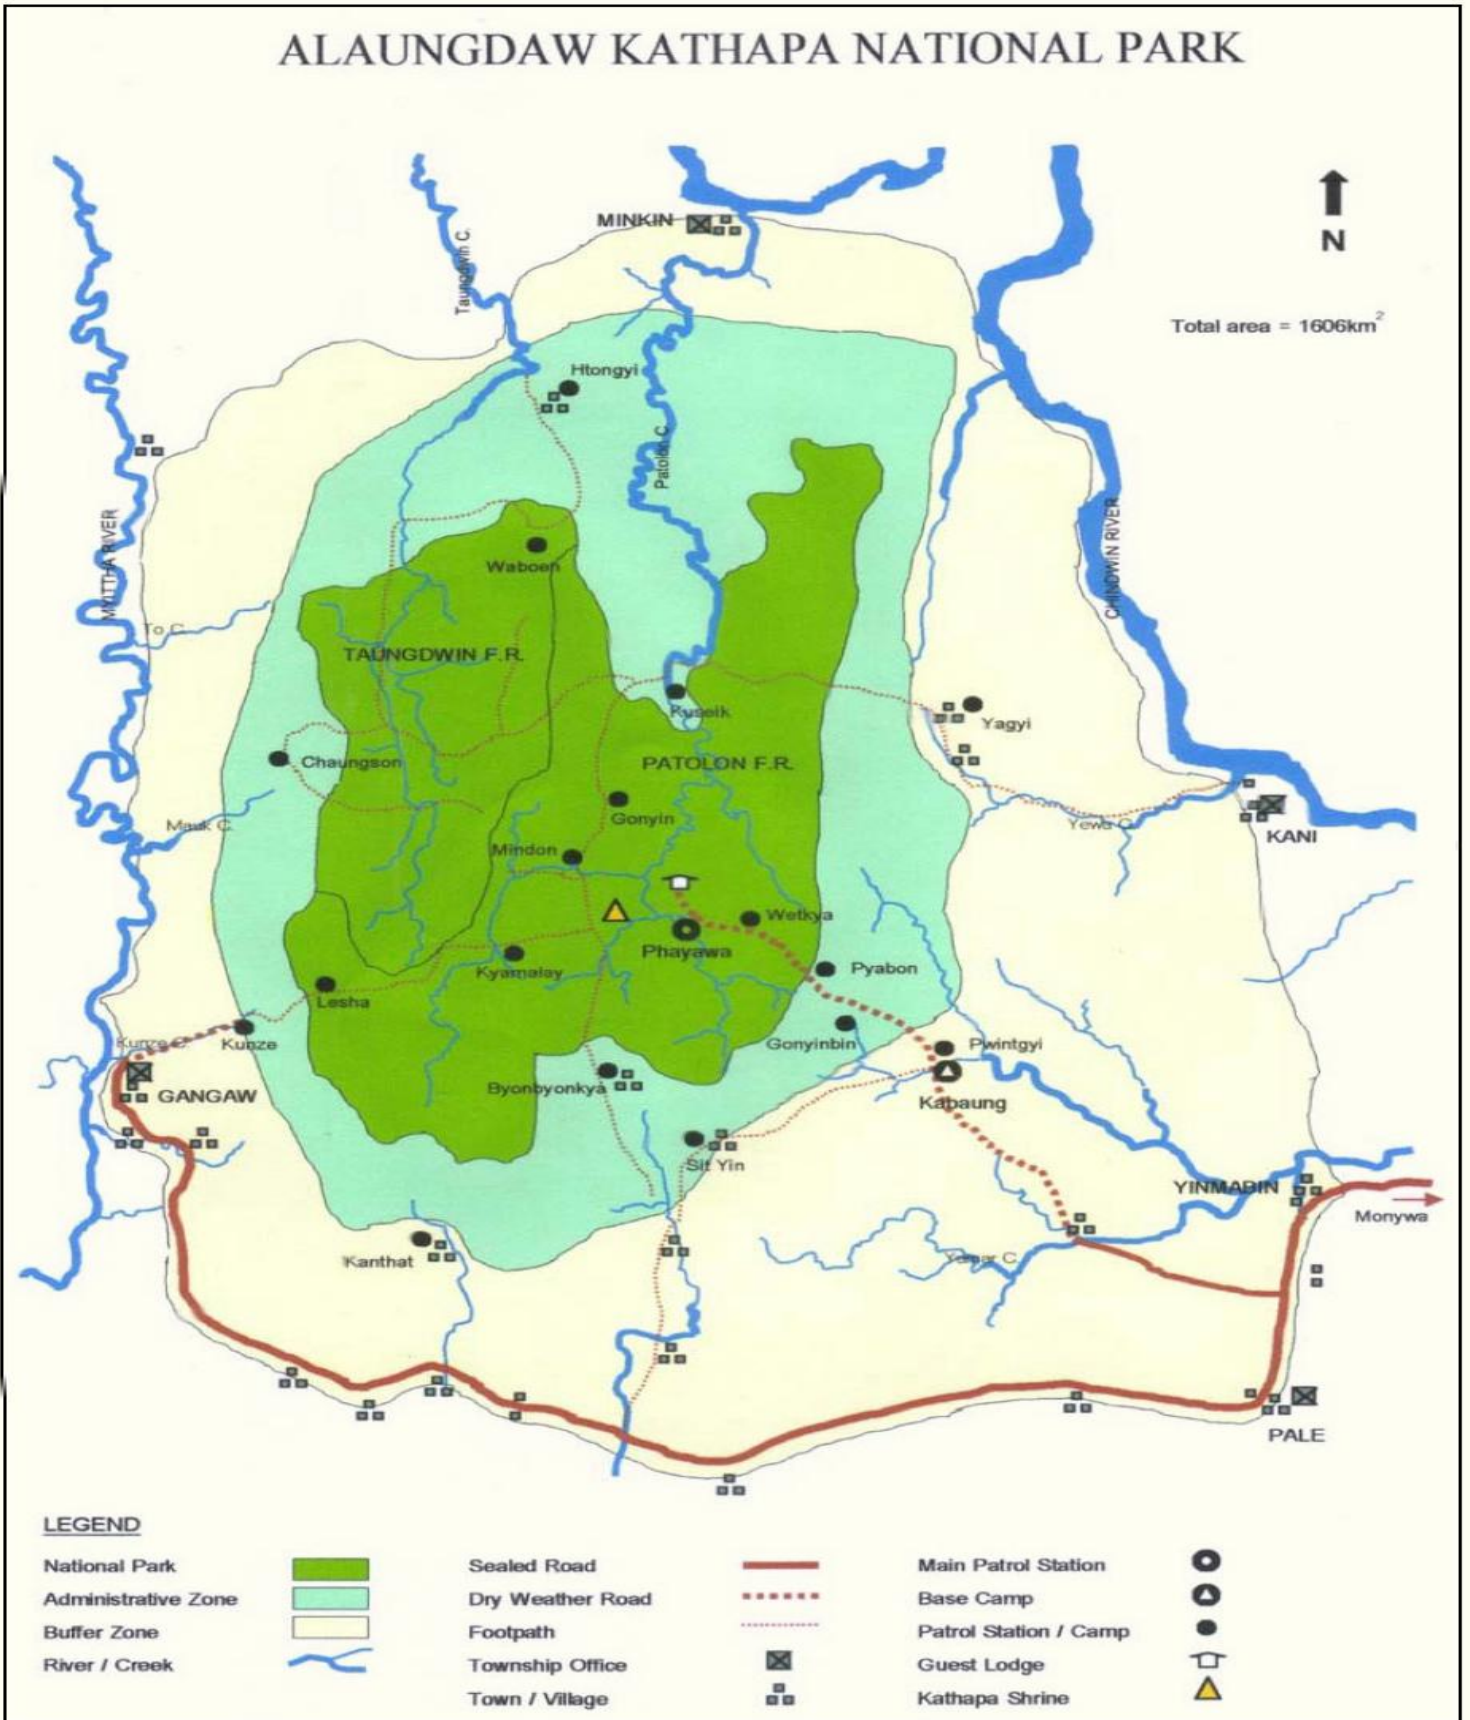 ALAUNGDAW KATHAPA NATIONAL PARK
MINKIN
N
Taungdwin C.
Total area = 1606km²
Htongyi
Patolon C.
MYITTHA RIVER
CHINDWIN RIVER
Waboen
To C.
TAUNGDWIN F.R.
Kuseik
Yagyi
Chaungson
PATOLON F.R.
Gonyin
Mauk C.
Yewa C.
KANI
Mindon
Wetkya
Phayawa
Kyamalay
Pyabon
Lesha
Kunze C.
Kunze
Gonyinbin
Pwintgyi
GANGAW
Byonbyonkya
Kabaung
Sit Yin
YINMABIN
Monywa
Kanthat
Yamar C.
PALE
LEGEND
National Park
Administrative Zone
Buffer Zone
River / Creek
Sealed Road
Dry Weather Road
Footpath
Township Office
Town / Village
Main Patrol Station
Base Camp
Patrol Station / Camp
Guest Lodge
Kathapa Shrine